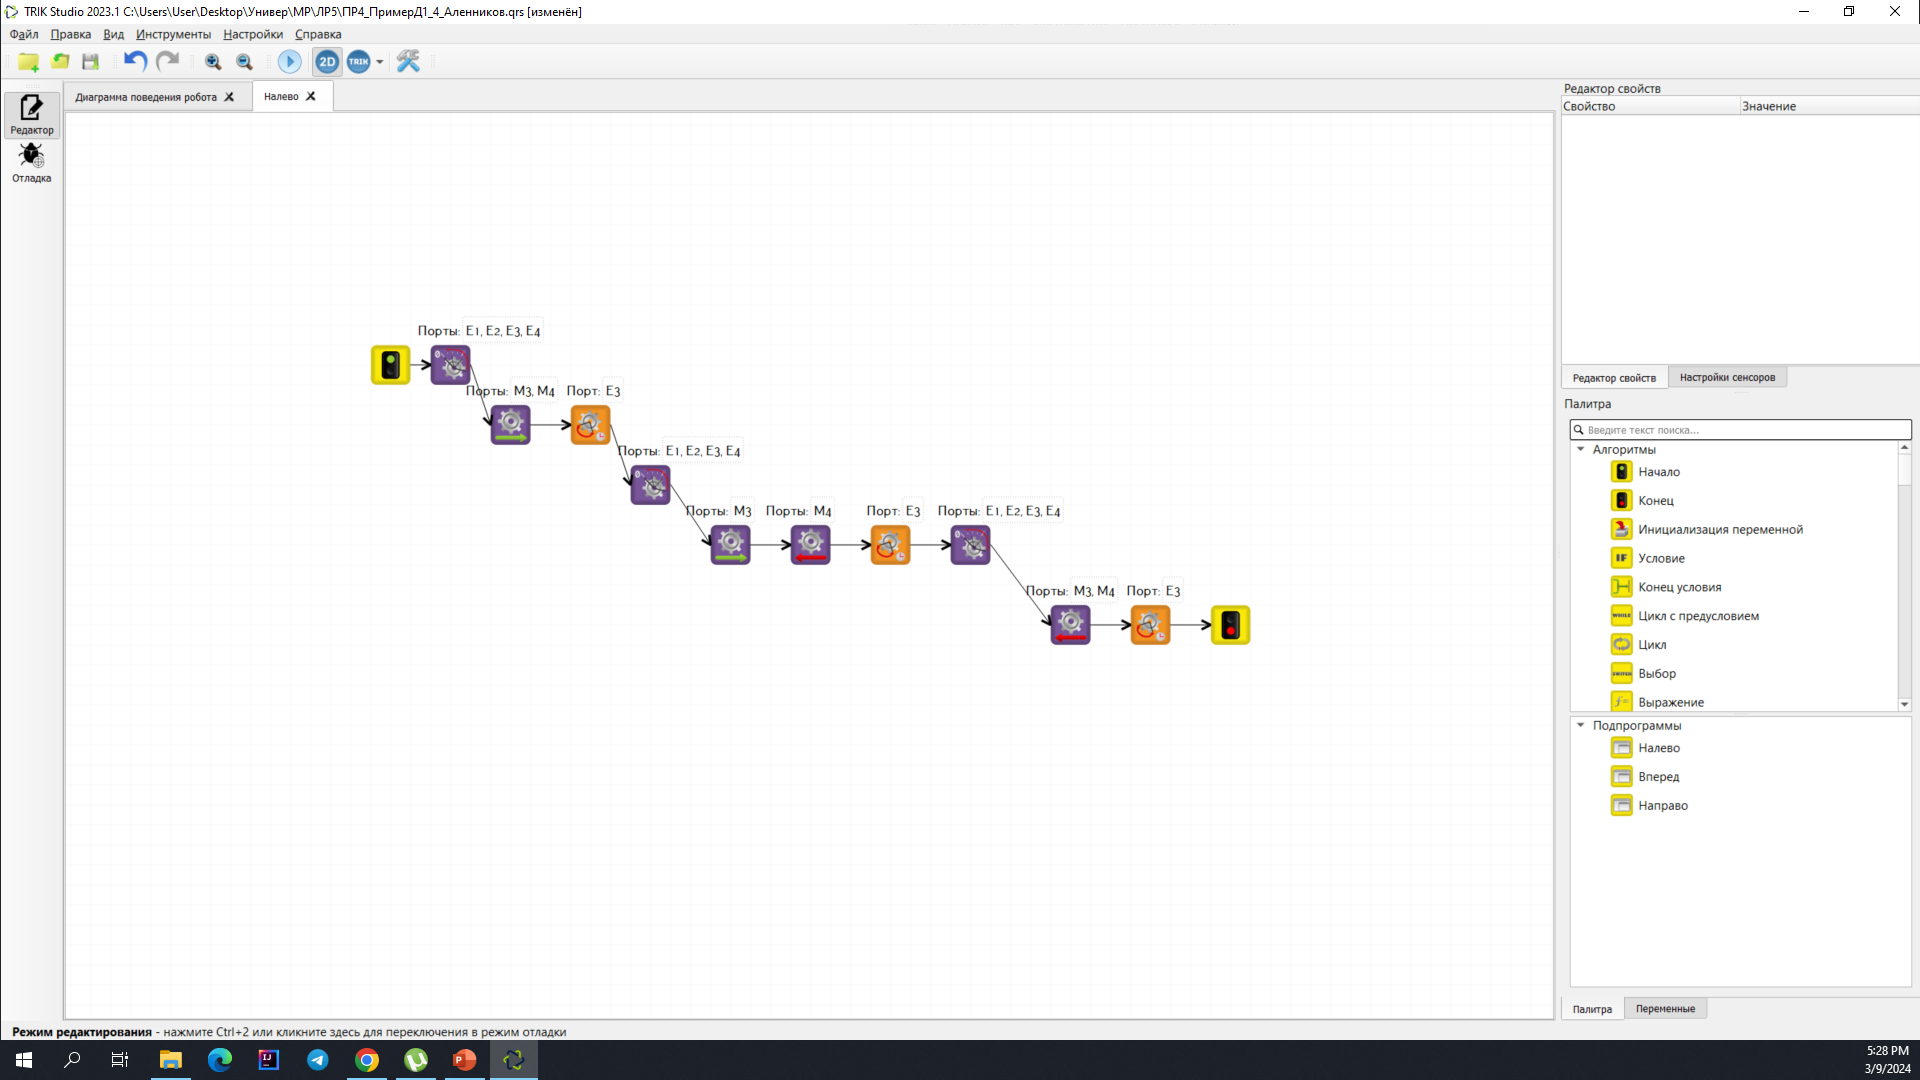 TRIK Studio 2023.1 C:\Users\User\Desktop\Универ\МР\ЛР5\ПР4_ПримерД1_4_Аленников.qrs [изменён]
Файл Правка Вид Инструменты Настройки Справка
2D TRIK
Диаграмма поведения робота Налево
Редактор
Отладка
Порты: E1, E2, E3, E4
Порты: M3, M4 Порт: E3
Порты: E1, E2, E3, E4
Порты: M3 Порты: M4 Порт: E3 Порты: E1, E2, E3, E4
Порты: M3, M4 Порт: E3
Редактор свойств
Свойство Значение
Редактор свойств Настройки сенсоров
Палитра
Введите текст поиска...
Алгоритмы
Начало
Конец
Инициализация переменной
IF Условие
Конец условия
WHILE Цикл с предусловием
Цикл
SWITCH Выбор
f= Выражение
Подпрограммы
Налево
Вперед
Направо
Палитра Переменные
Режим редактирования - нажмите Ctrl+2 или кликните здесь для переключения в режим отладки
5:28 PM
3/9/2024